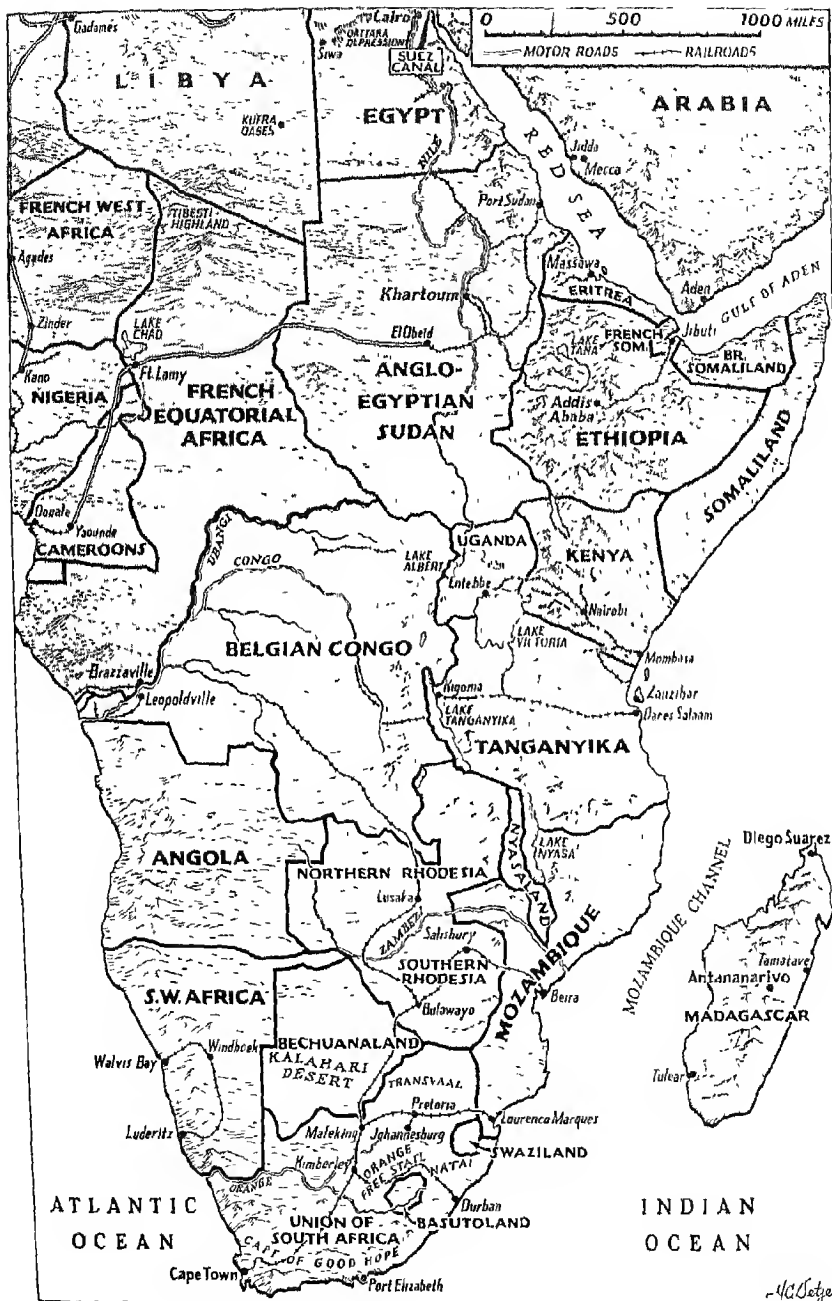 Gadames
Cairo
QATTARA
DEPRESSION
Siwa
SUEZ
CANAL
0 500 1000 MILES
MOTOR ROADS RAILROADS
LIBYA
KUFRA
OASES
EGYPT
NILE
RED SEA
ARABIA
Jidda
Mecca
FRENCH WEST
AFRICA
TIBESTI
HIGHLAND
Port Sudan
Agades
Massawa
Khartoum
ERITREA
Aden
GULF OF ADEN
Zinder
LAKE
CHAD
El Obeid
FRENCH
SOM.
Jibuti
LAKE
TANA
BR.
SOMALILAND
Kano
NIGERIA
Ft. Lamy
FRENCH
EQUATORIAL
AFRICA
ANGLO-
EGYPTIAN
SUDAN
Addis
Ababa
ETHIOPIA
SOMALILAND
Douale
Yaounde
CAMEROONS
UBANGI
CONGO
LAKE
ALBERT
UGANDA
Entebbe
KENYA
Nairobi
LAKE
VICTORIA
BELGIAN CONGO
Mombasa
Brazzaville
Leopoldville
Kigoma
LAKE
TANGANYIKA
Zanzibar
Dares Salaam
TANGANYIKA
ANGOLA
NORTHERN RHODESIA
NYASALAND
LAKE
NYASA
Diego Suarez
Lusaka
ZAMBEZI
Salisbury
SOUTHERN
RHODESIA
MOZAMBIQUE
MOZAMBIQUE CHANNEL
Tamatave
Antananarivo
MADAGASCAR
S.W. AFRICA
Bulawayo
Beira
BECHUANALAND
KALAHARI
DESERT
Walvis Bay
Windhoek
TRANSVAAL
Tulear
Pretoria
Lourenco Marques
Luderitz
Mafeking
Johannesburg
SWAZILAND
Kimberley
ORANGE
FREE STATE
NATAL
ORANGE
Durban
ATLANTIC
OCEAN
INDIAN
OCEAN
UNION OF
SOUTH AFRICA
BASUTOLAND
CAPE OF GOOD HOPE
Cape Town
Port Elizabeth